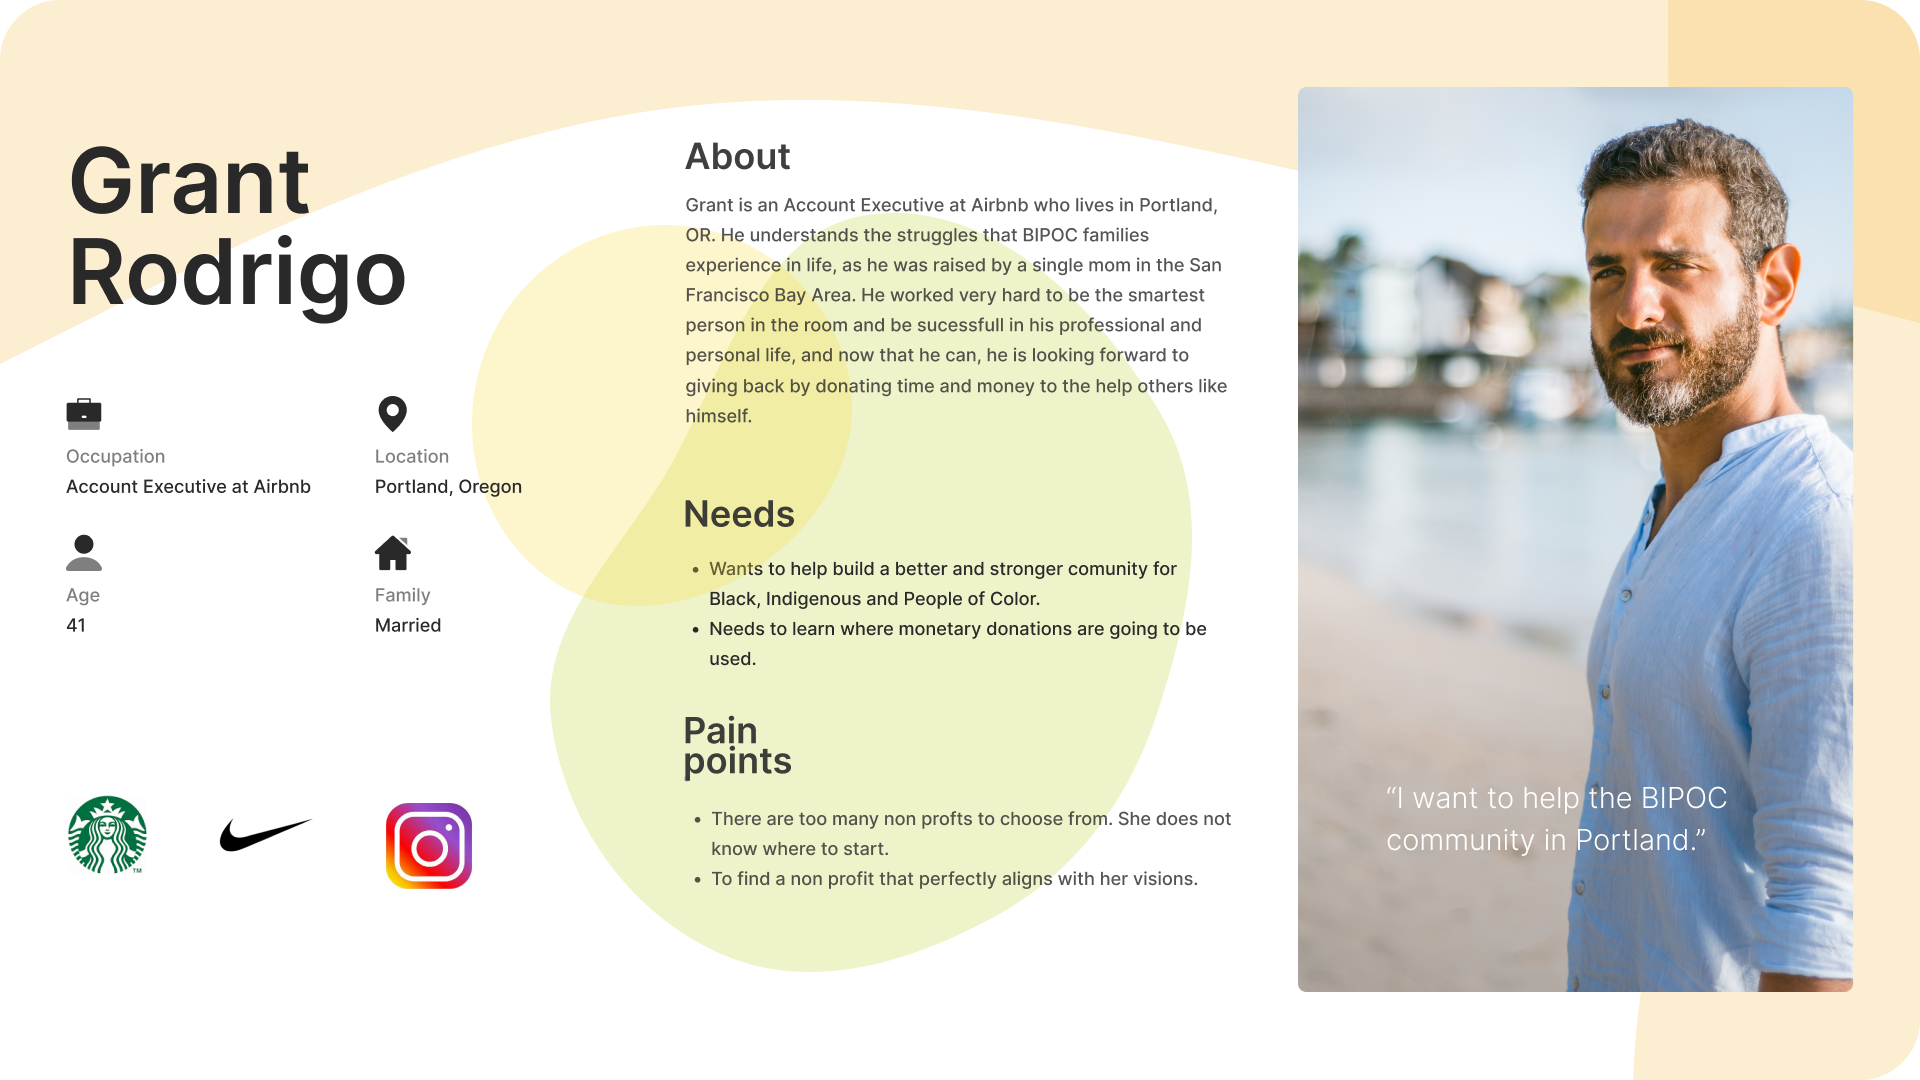 Grant
Rodrigo
Occupation
Account Executive at Airbnb
Location
Portland, Oregon
Age
41
Family
Married
TM
About
Grant is an Account Executive at Airbnb who lives in Portland,
OR. He understands the struggles that BIPOC families
experience in life, as he was raised by a single mom in the San
Francisco Bay Area. He worked very hard to be the smartest
person in the room and be sucessfull in his professional and
personal life, and now that he can, he is looking forward to
giving back by donating time and money to the help others like
himself.
Needs
• Wants to help build a better and stronger comunity for
Black, Indigenous and People of Color.
• Needs to learn where monetary donations are going to be
used.
Pain
points
• There are too many non profts to choose from. She does not
know where to start.
• To find a non profit that perfectly aligns with her visions.
“I want to help the BIPOC
community in Portland.”